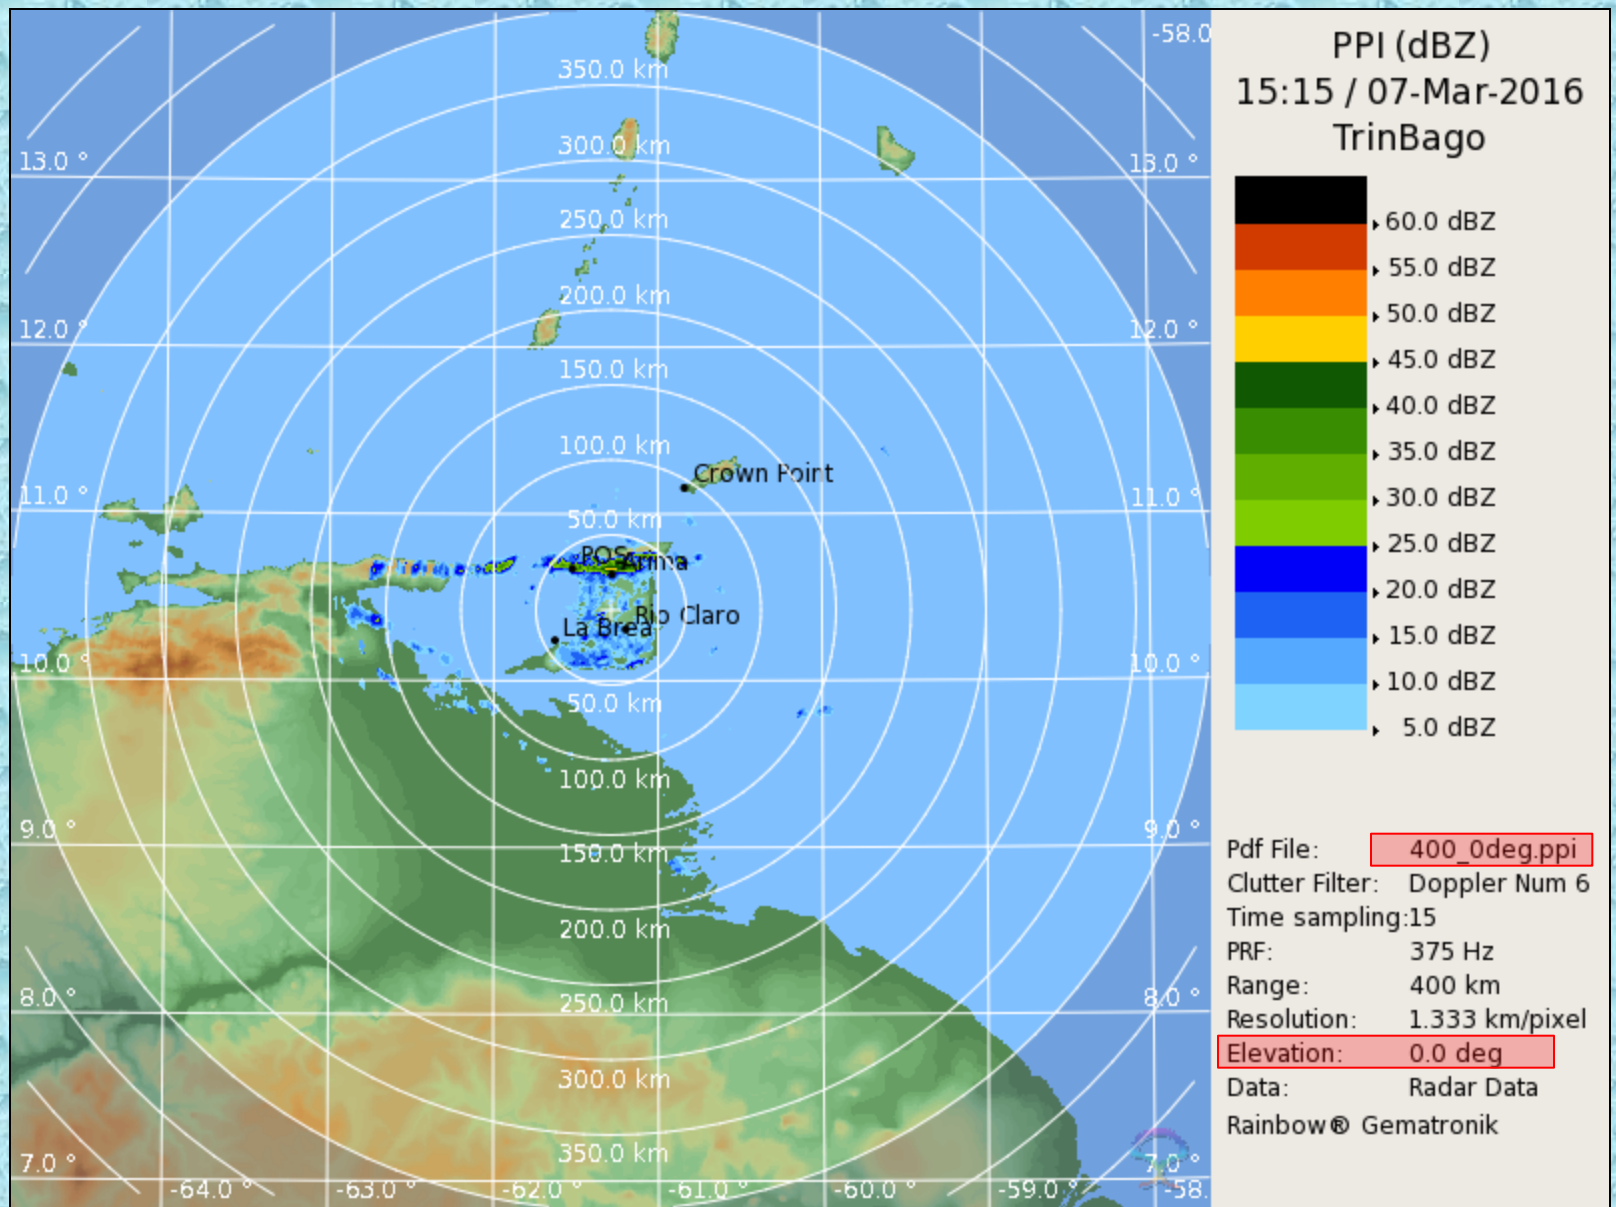 350.0 km
-58.0
300.0 km
13.0 °
13.0 °
250.0 km
200.0 km
12.0 °
12.0 °
150.0 km
100.0 km
Crown Point
11.0 °
11.0 °
50.0 km
POS
Arima
Rio Claro
La Brea
10.0 °
10.0 °
50.0 km
100.0 km
9.0 °
9.0 °
150.0 km
200.0 km
8.0 °
8.0 °
250.0 km
300.0 km
350.0 km
7.0 °
7.0 °
-64.0 °
-63.0 °
-62.0 °
-61.0 °
-60.0 °
-59.0 °
-58.
PPI (dBZ)
15:15 / 07-Mar-2016
TrinBago
60.0 dBZ
55.0 dBZ
50.0 dBZ
45.0 dBZ
40.0 dBZ
35.0 dBZ
30.0 dBZ
25.0 dBZ
20.0 dBZ
15.0 dBZ
10.0 dBZ
5.0 dBZ
Pdf File: 400_0deg.ppi
Clutter Filter: Doppler Num 6
Time sampling:15
PRF: 375 Hz
Range: 400 km
Resolution: 1.333 km/pixel
Elevation: 0.0 deg
Data: Radar Data
Rainbow® Gematronik